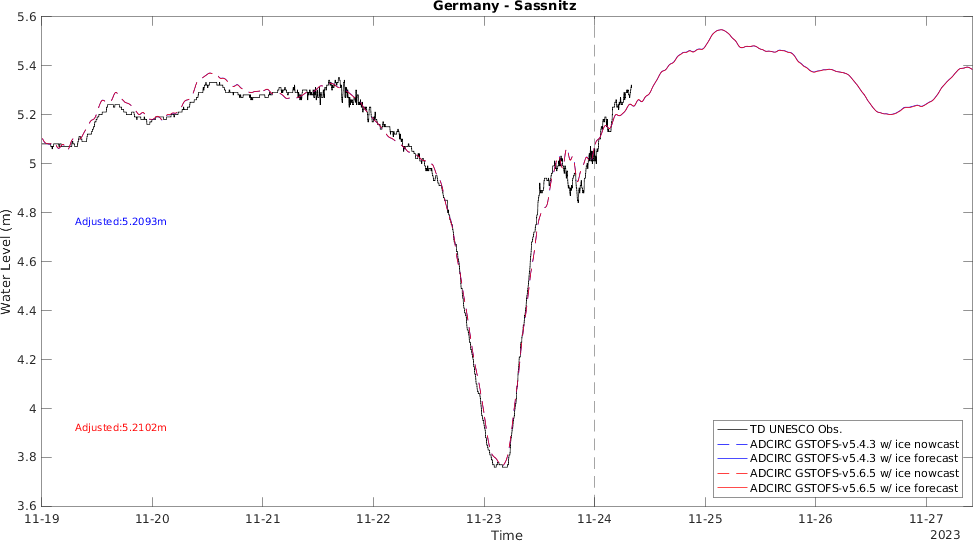 Germany - Sassnitz
5.6
5.4
5.2
5
4.8
4.6
4.4
4.2
4
3.8
3.6
Water Level (m)
Adjusted:5.2093m
Adjusted:5.2102m
TD UNESCO Obs.
ADCIRC GSTOFS-v5.4.3 w/ ice nowcast
ADCIRC GSTOFS-v5.4.3 w/ ice forecast
ADCIRC GSTOFS-v5.6.5 w/ ice nowcast
ADCIRC GSTOFS-v5.6.5 w/ ice forecast
11-19 11-20 11-21 11-22 11-23 11-24 11-25 11-26 11-27
Time
2023